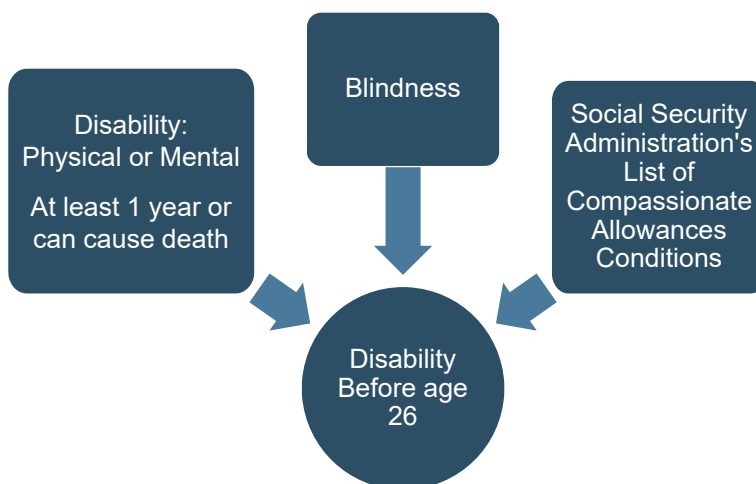 Disability:
Physical or Mental
At least 1 year or
can cause death
Blindness
Social Security
Administration's
List of
Compassionate
Allowances
Conditions
Disability
Before age
26